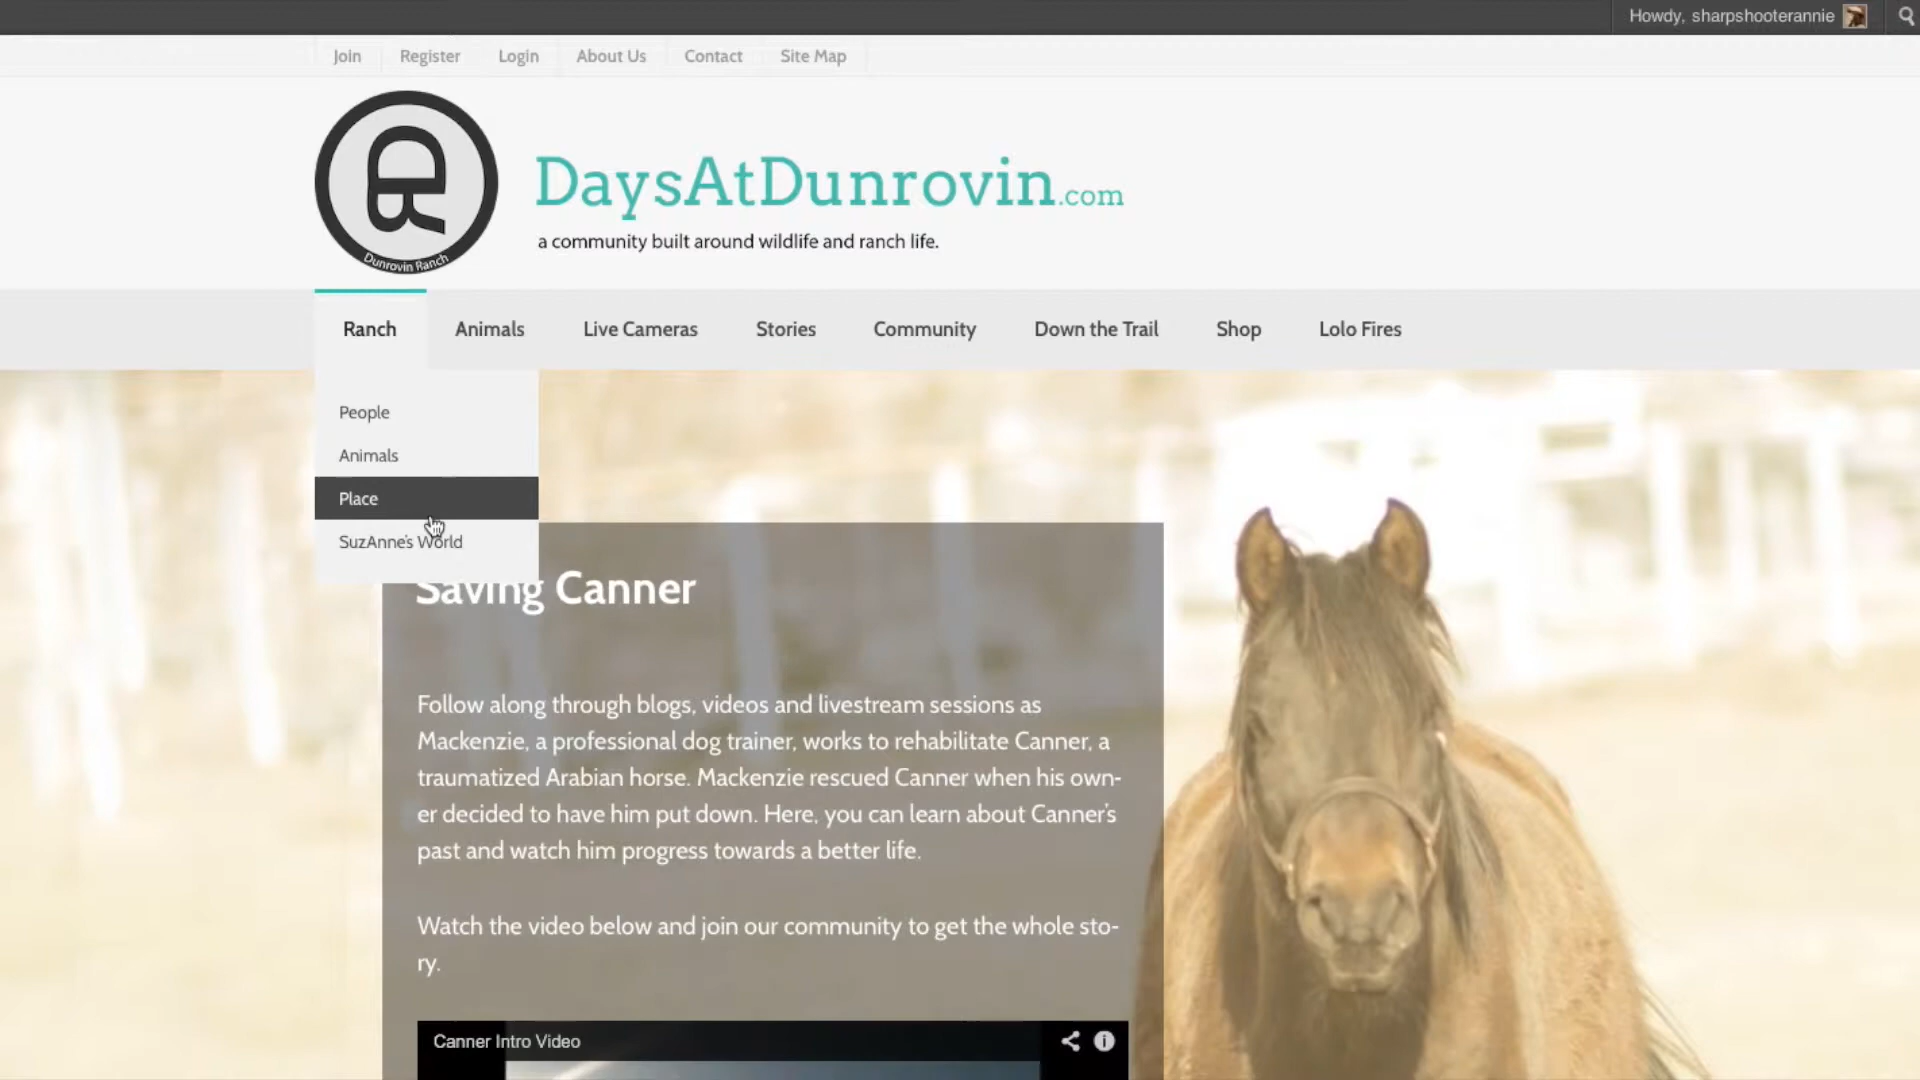 Howdy, sharpshooterannie
Join Register Login About Us Contact Site Map
DR
Dunrovin Ranch
DaysAtDunrovin.com
a community built around wildlife and ranch life.
Ranch Animals Live Cameras Stories Community Down the Trail Shop Lolo Fires
People
Animals
Place
SuzAnne's World
Saving Canner
Follow along through blogs, videos and livestream sessions as
Mackenzie, a professional dog trainer, works to rehabilitate Canner, a
traumatized Arabian horse. Mackenzie rescued Canner when his own-
er decided to have him put down. Here, you can learn about Canner's
past and watch him progress towards a better life.
Watch the video below and join our community to get the whole sto-
ry.
Canner Intro Video